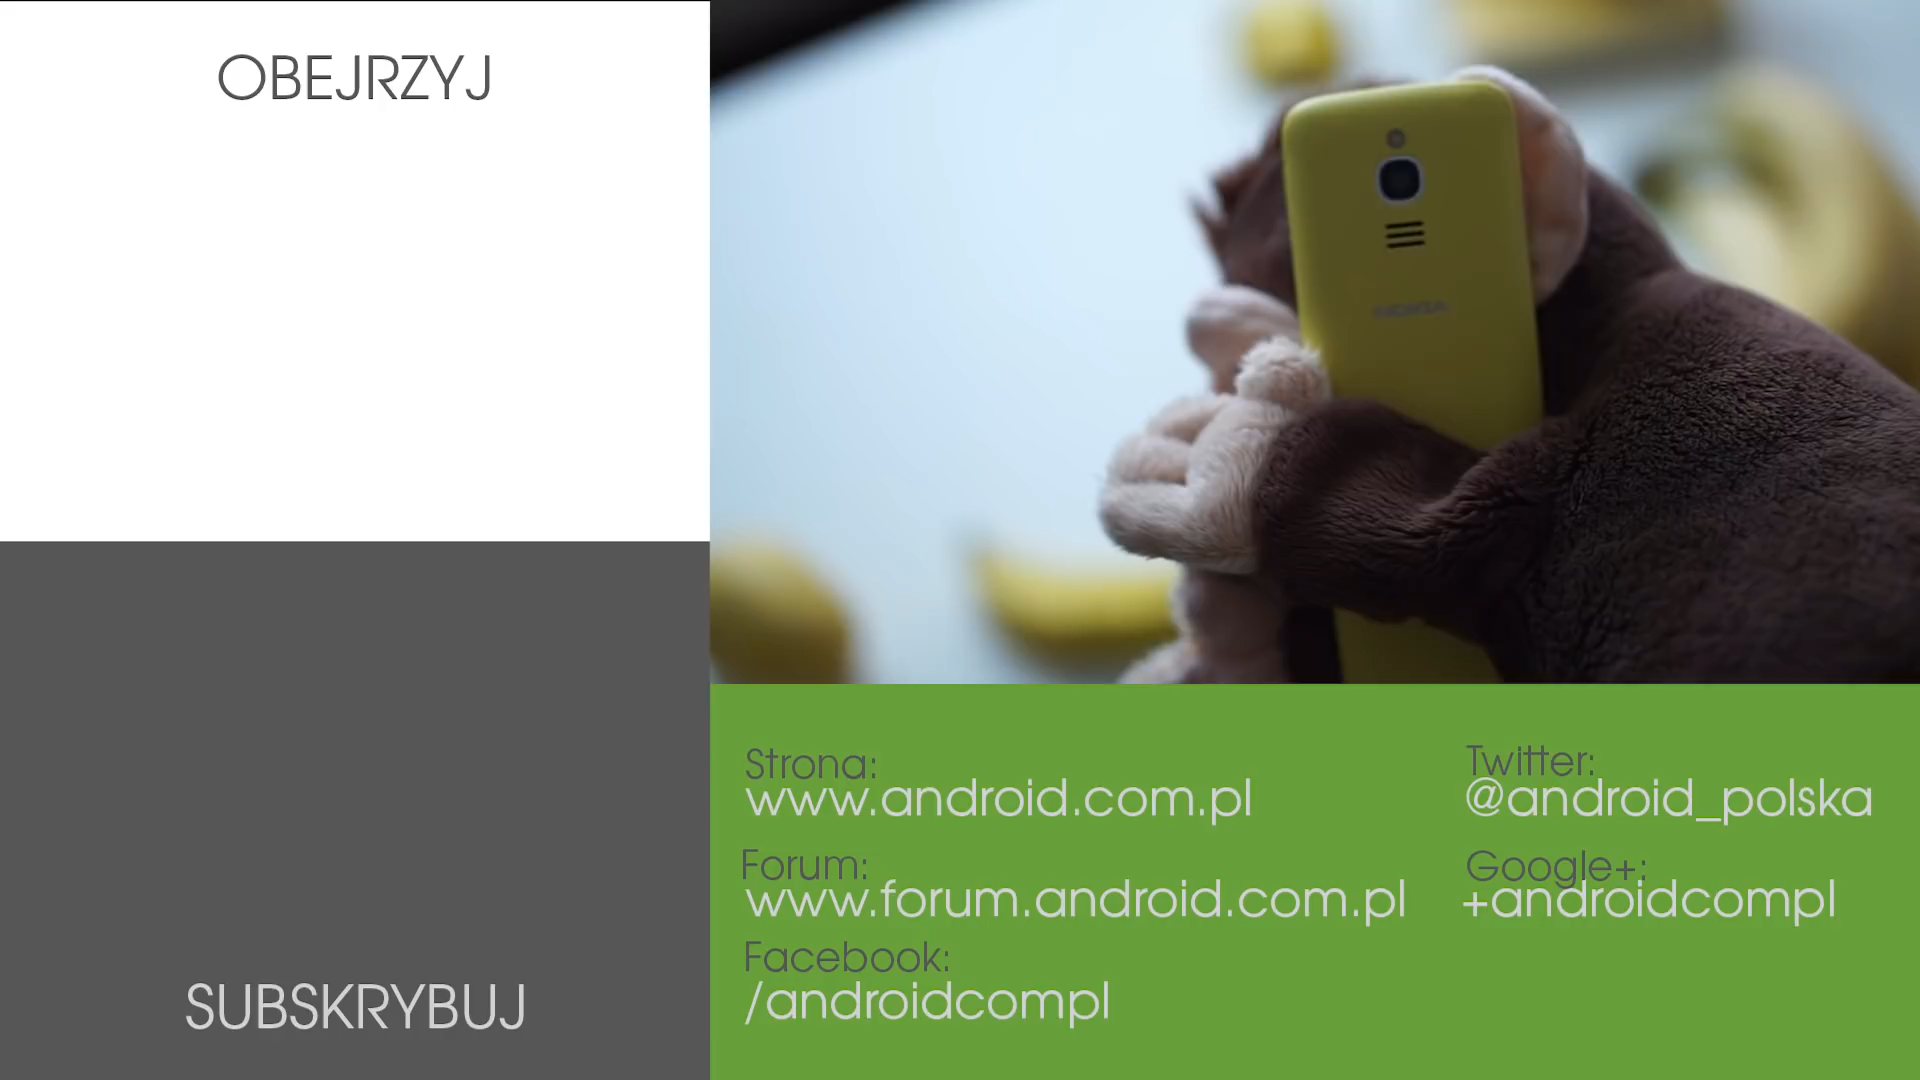 OBEJRZYJ
NOKIA
SUBSKRYBUJ
Strona:
www.android.com.pl
Forum:
www.forum.android.com.pl
Facebook:
/androidcompl
Twitter:
@android_polska
Google+:
+androidcompl